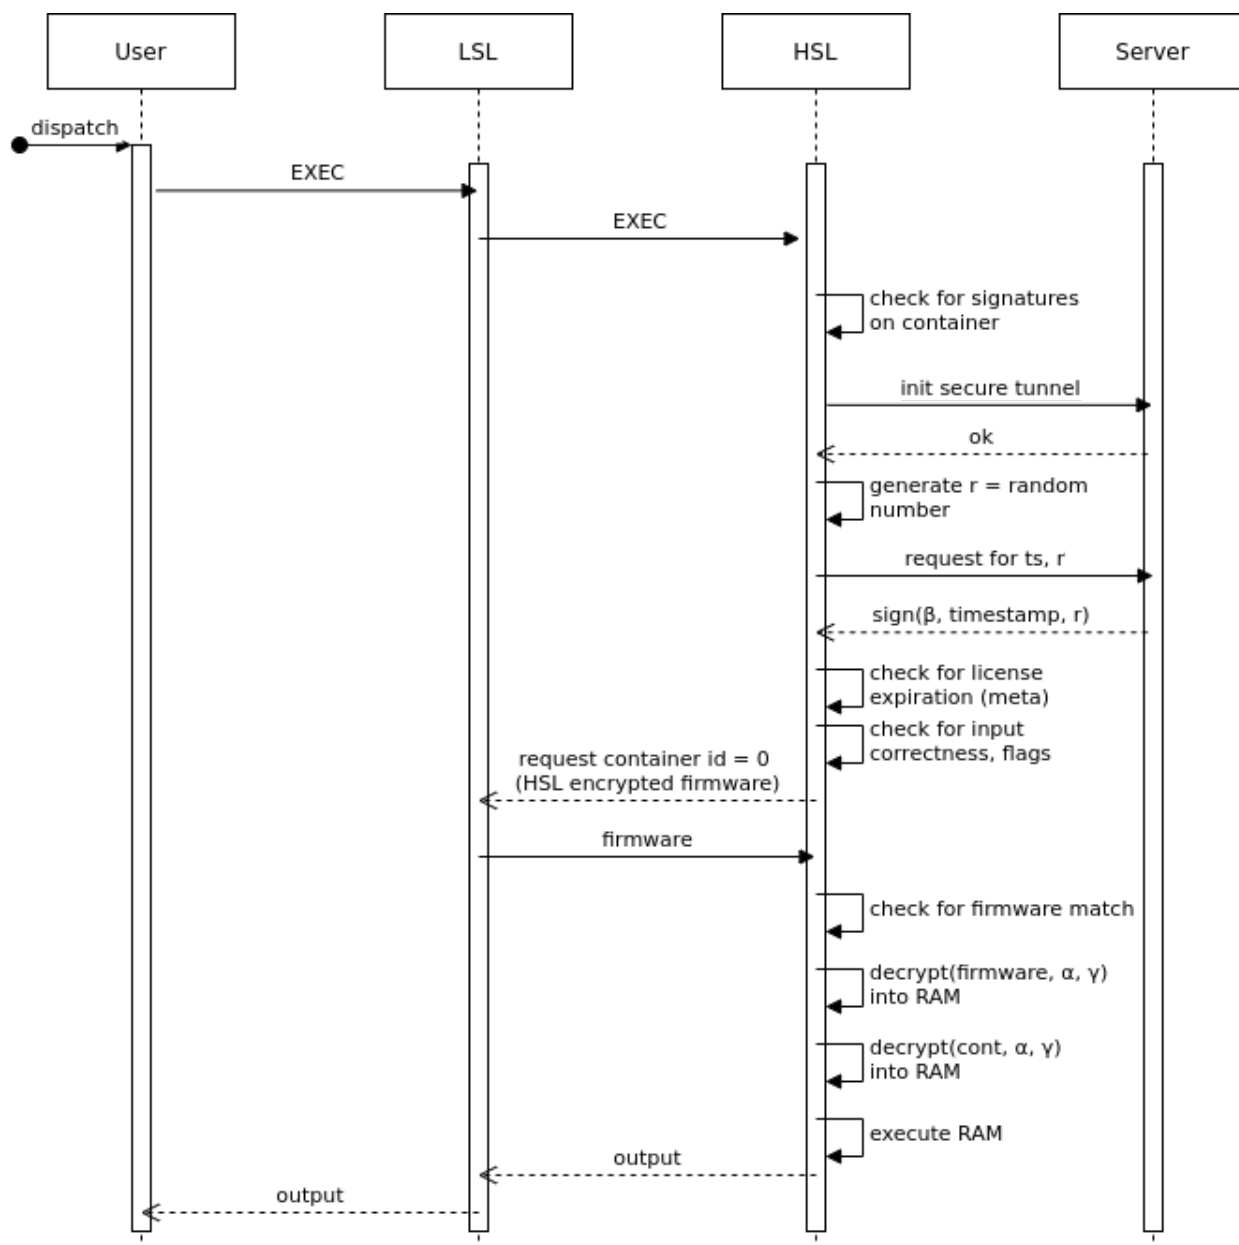 User
LSL
HSL
Server
dispatch
EXEC
EXEC
check for signatures
on container
init secure tunnel
ok
generate r = random
number
request for ts, r
sign(β, timestamp, r)
check for license
expiration (meta)
check for input
correctness, flags
request container id = 0
(HSL encrypted firmware)
firmware
check for firmware match
decrypt(firmware, α, γ)
into RAM
decrypt(cont, α, γ)
into RAM
execute RAM
output
output